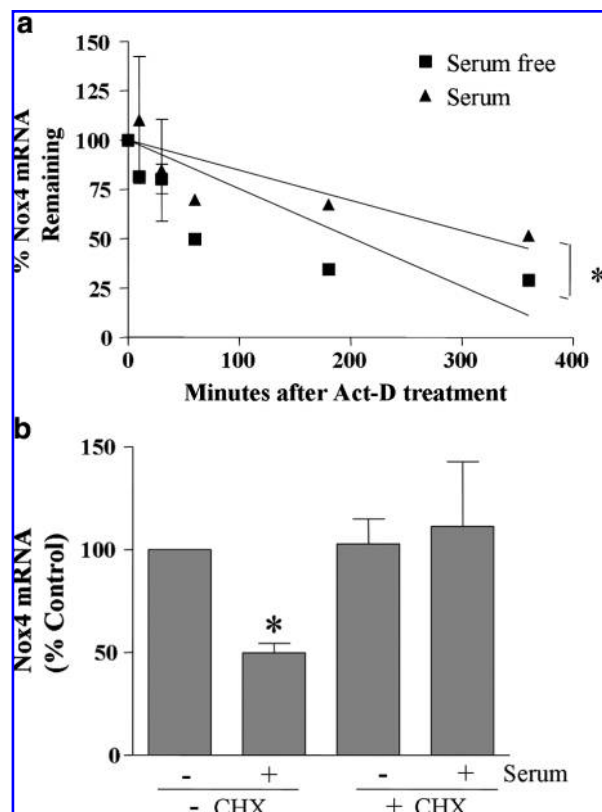 a
150
125
100
75
50
25
0
% Nox4 mRNA
Remaining
■ Serum free
▲ Serum
*
0 100 200 300 400
Minutes after Act-D treatment
b
150
100
50
0
Nox4 mRNA
(% Control)
*
- + - + Serum
- CHX + CHX